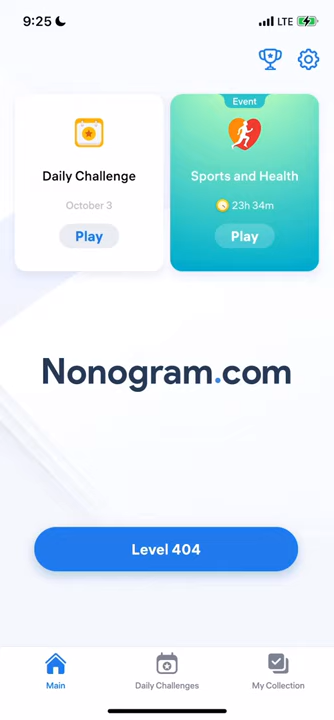 9:25
LTE
Event
Daily Challenge
Sports and Health
October 3
23h 34m
Play
Play
Nonogram.com
Level 404
Main
Daily Challenges
My Collection